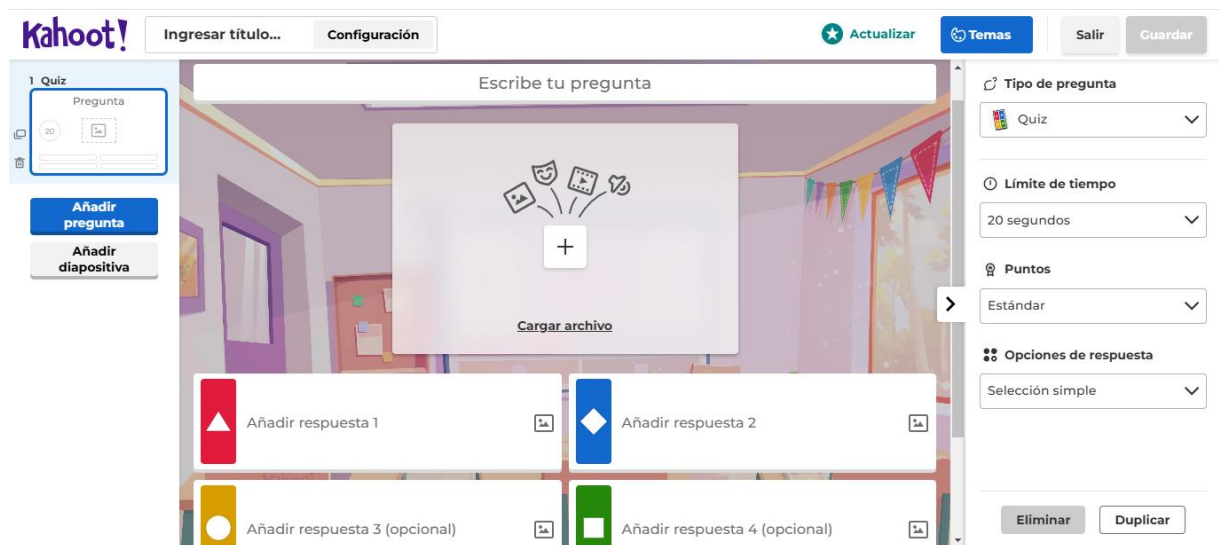 Kahoot!
Ingresar título...
Configuración
Actualizar
Temas
Salir
Guardar
1 Quiz
Pregunta
20
Añadir
pregunta
Añadir
diapositiva
Escribe tu pregunta
Cargar archivo
Añadir respuesta 1
Añadir respuesta 2
Añadir respuesta 3 (opcional)
Añadir respuesta 4 (opcional)
Tipo de pregunta
Quiz
Límite de tiempo
20 segundos
Puntos
Estándar
Opciones de respuesta
Selección simple
Eliminar
Duplicar